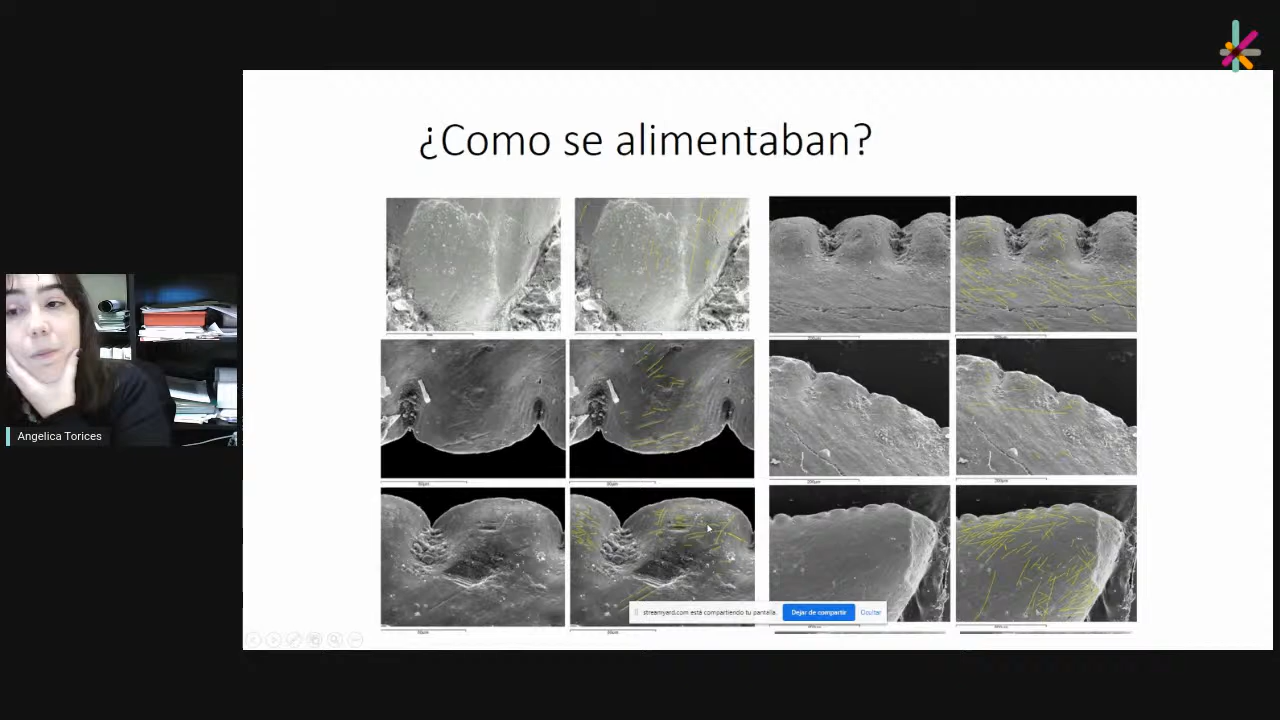 ¿Como se alimentaban?
Angelica Torices
streamyard.com está compartiendo tu pantalla.
Dejar de compartir
Ocultar